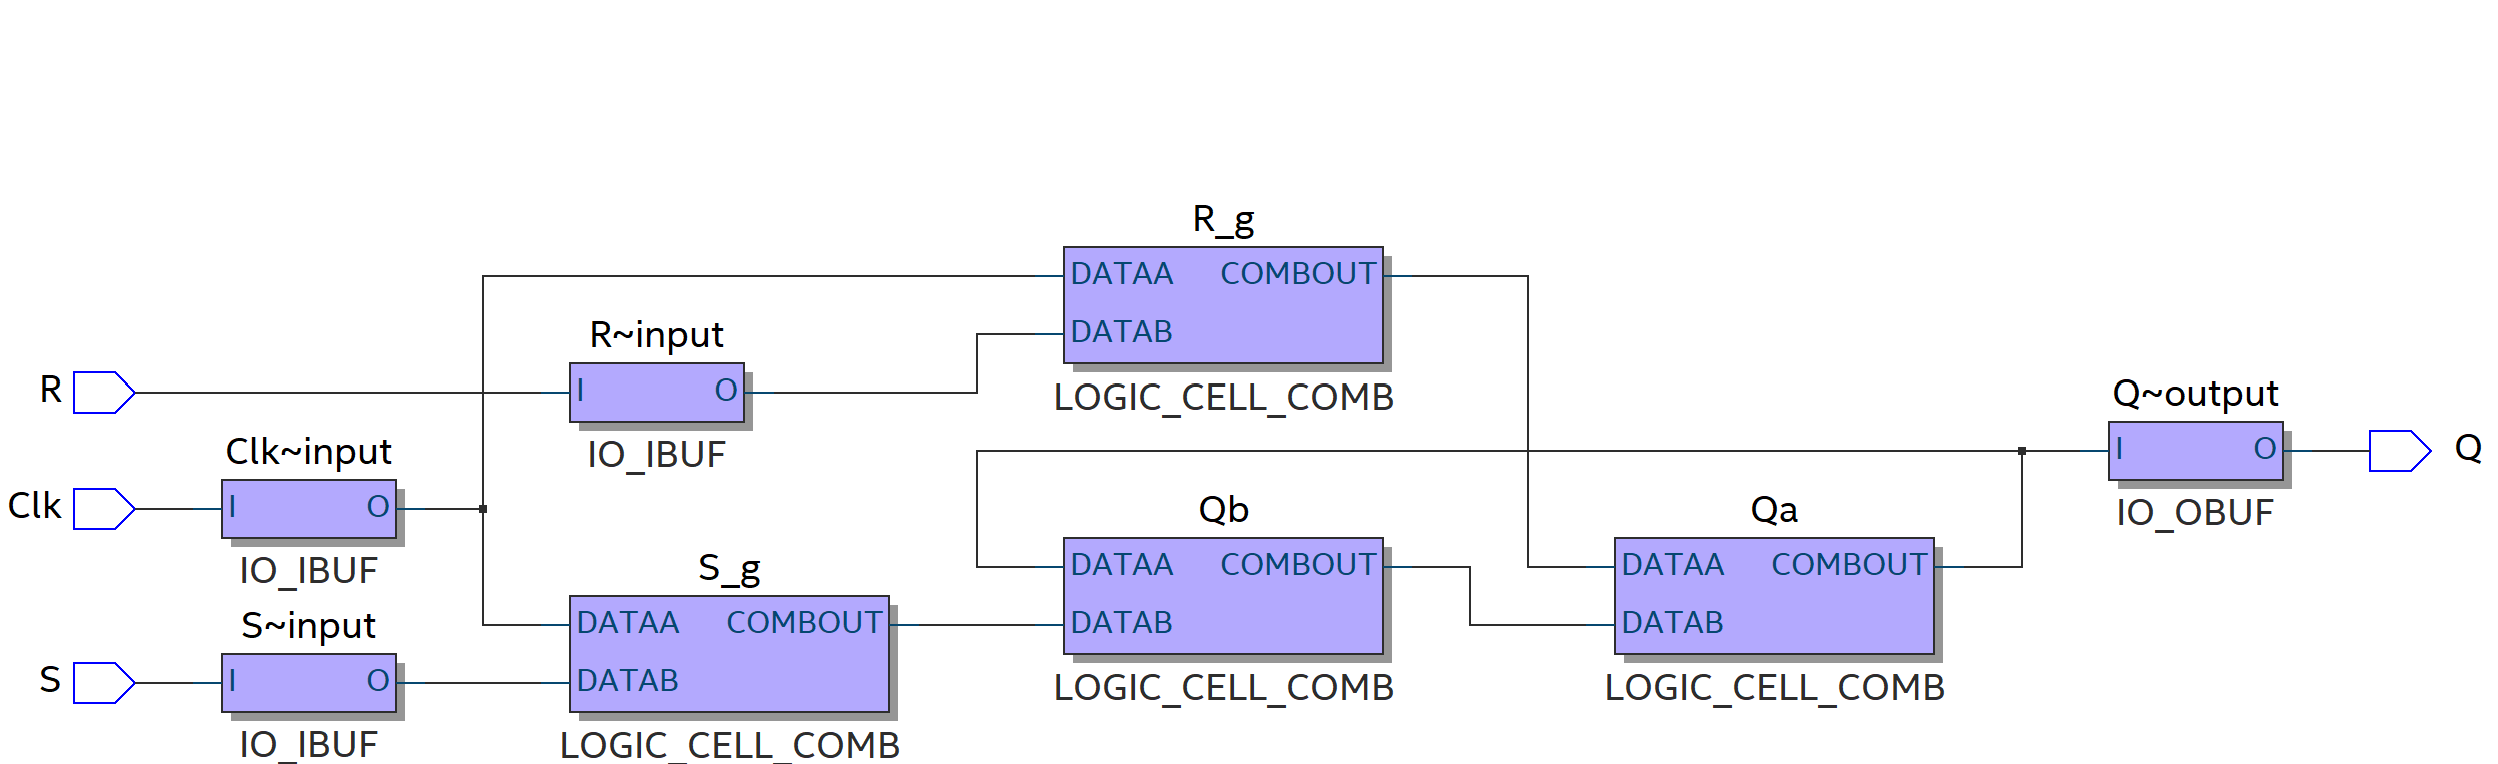 R_g
DATAA COMBOUT
DATAB
LOGIC_CELL_COMB
R~input
R
I O
IO_IBUF
Q~output
I O
Q
IO_OBUF
Clk~input
Clk
I O
IO_IBUF
Qb
DATAA COMBOUT
DATAB
LOGIC_CELL_COMB
Qa
DATAA COMBOUT
DATAB
LOGIC_CELL_COMB
S_g
DATAA COMBOUT
DATAB
LOGIC_CELL_COMB
S~input
S
I O
IO_IBUF